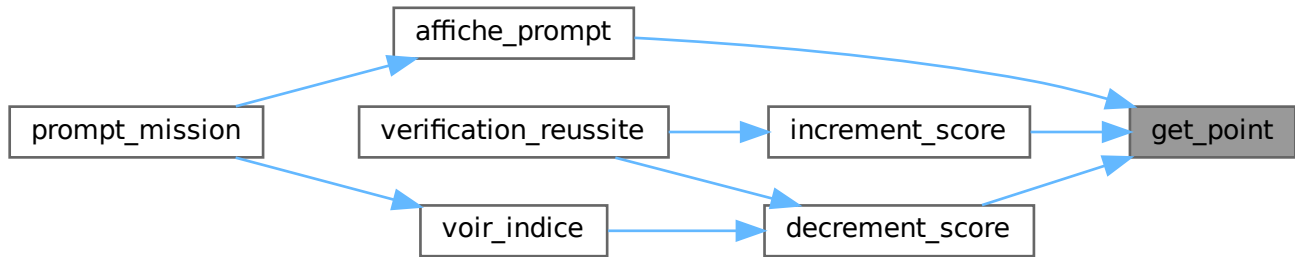 affiche_prompt
prompt_mission
verification_reussite
increment_score
get_point
voir_indice
decrement_score